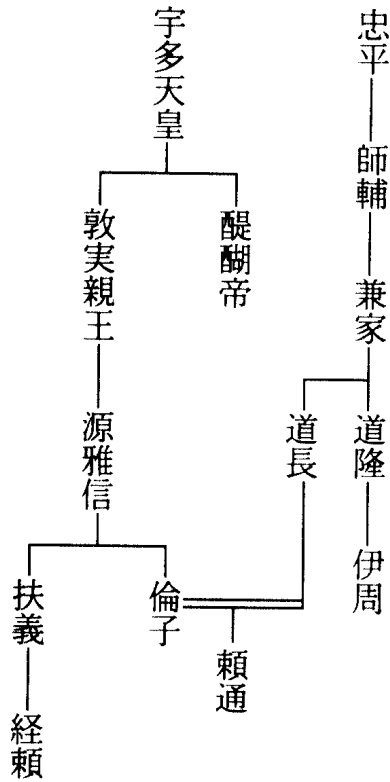 忠平
師輔
兼家
道隆
伊周
道長
頼通
宇多天皇
醍醐帝
敦実親王
源雅信
倫子
扶義
経頼